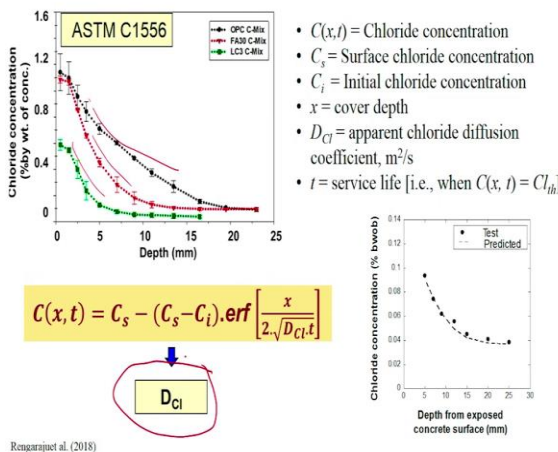 ASTM C1556
OPC C-Mix
FA30 C-Mix
LC3 C-Mix
Chloride concentration
(%by wt. of conc.)
1.6
1.2
0.8
0.4
0
0 5 10 15 20 25
Depth (mm)
• C(x,t) = Chloride concentration
• Cs = Surface chloride concentration
• Ci = Initial chloride concentration
• x = cover depth
• DCl = apparent chloride diffusion
coefficient, m²/s
• t = service life [i.e., when C(x, t) = Clth]
C(x,t) = Cs − (Cs−Ci).erf [x / 2.√DCl.t]
DCl
Chloride concentration (% bwob)
0.14
0.12
0.1
0.08
0.06
0.04
0.02
0
0 5 10 15 20 25 30
Test
Predicted
Depth from exposed
concrete surface (mm)
Rengarajuet al. (2018)